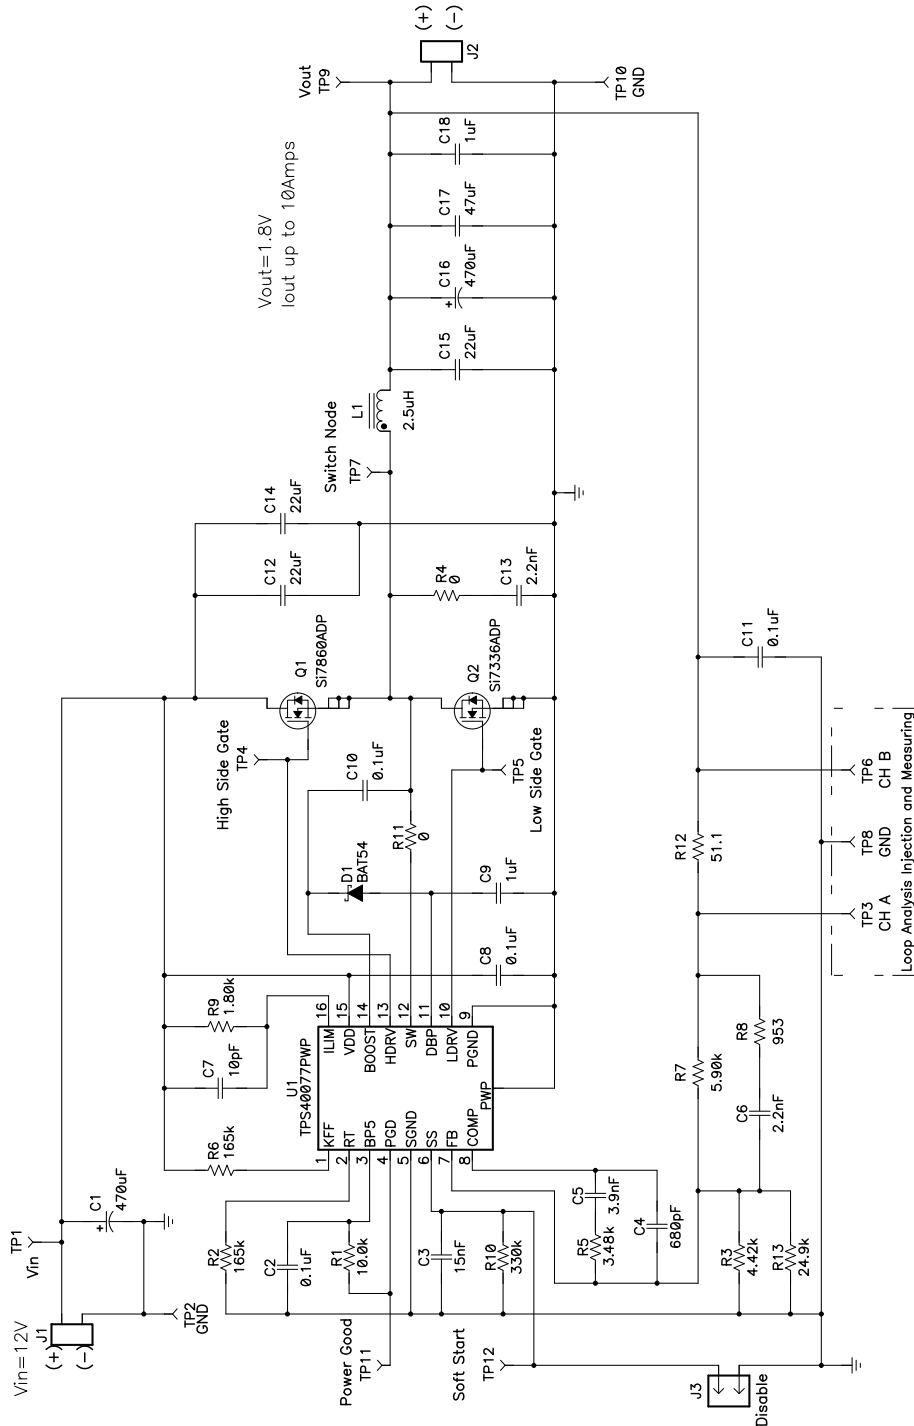 Vin=12V
J1
(+)
(-)
TP1
Vin
TP2
GND
C1
470uF
Vout=1.8V
Iout up to 10Amps
Vout
TP9
J2
(+)
(-)
TP10
GND
C18
1uF
C17
47uF
C16
+
470uF
C15
22uF
L1
2.5uH
Switch Node
TP7
C14
22uF
C12
22uF
R4
0
C13
2.2nF
Q1
Si7860ADP
Q2
Si7336ADP
High Side Gate
TP4
Low Side Gate
TP5
C10
0.1uF
R11
0
D1
BAT54
C9
1uF
C8
0.1uF
R9
1.80k
C7
10pF
R6
165k
+
U1
TPS40077PWP
1 KFF
2 RT
3 BP5
4 PGD
5 SGND
6 SS
7 FB
8 COMP
ILIM 16
VDD 15
BOOST 14
HDRV 13
SW 12
DBP 11
LDRV 10
PGND 9
PWP
R2
165k
C2
0.1uF
R1
10.0k
Power Good
TP11
C3
15nF
R10
330k
Soft Start
TP12
C5
3.9nF
R5
3.48k
C4
680pF
R3
4.42k
R13
24.9k
J3
Disable
R7
5.90k
C6
2.2nF
R8
953
R12
51.1
C11
0.1uF
TP3
CH A
TP8
GND
TP6
CH B
Loop Analysis Injection and Measuring